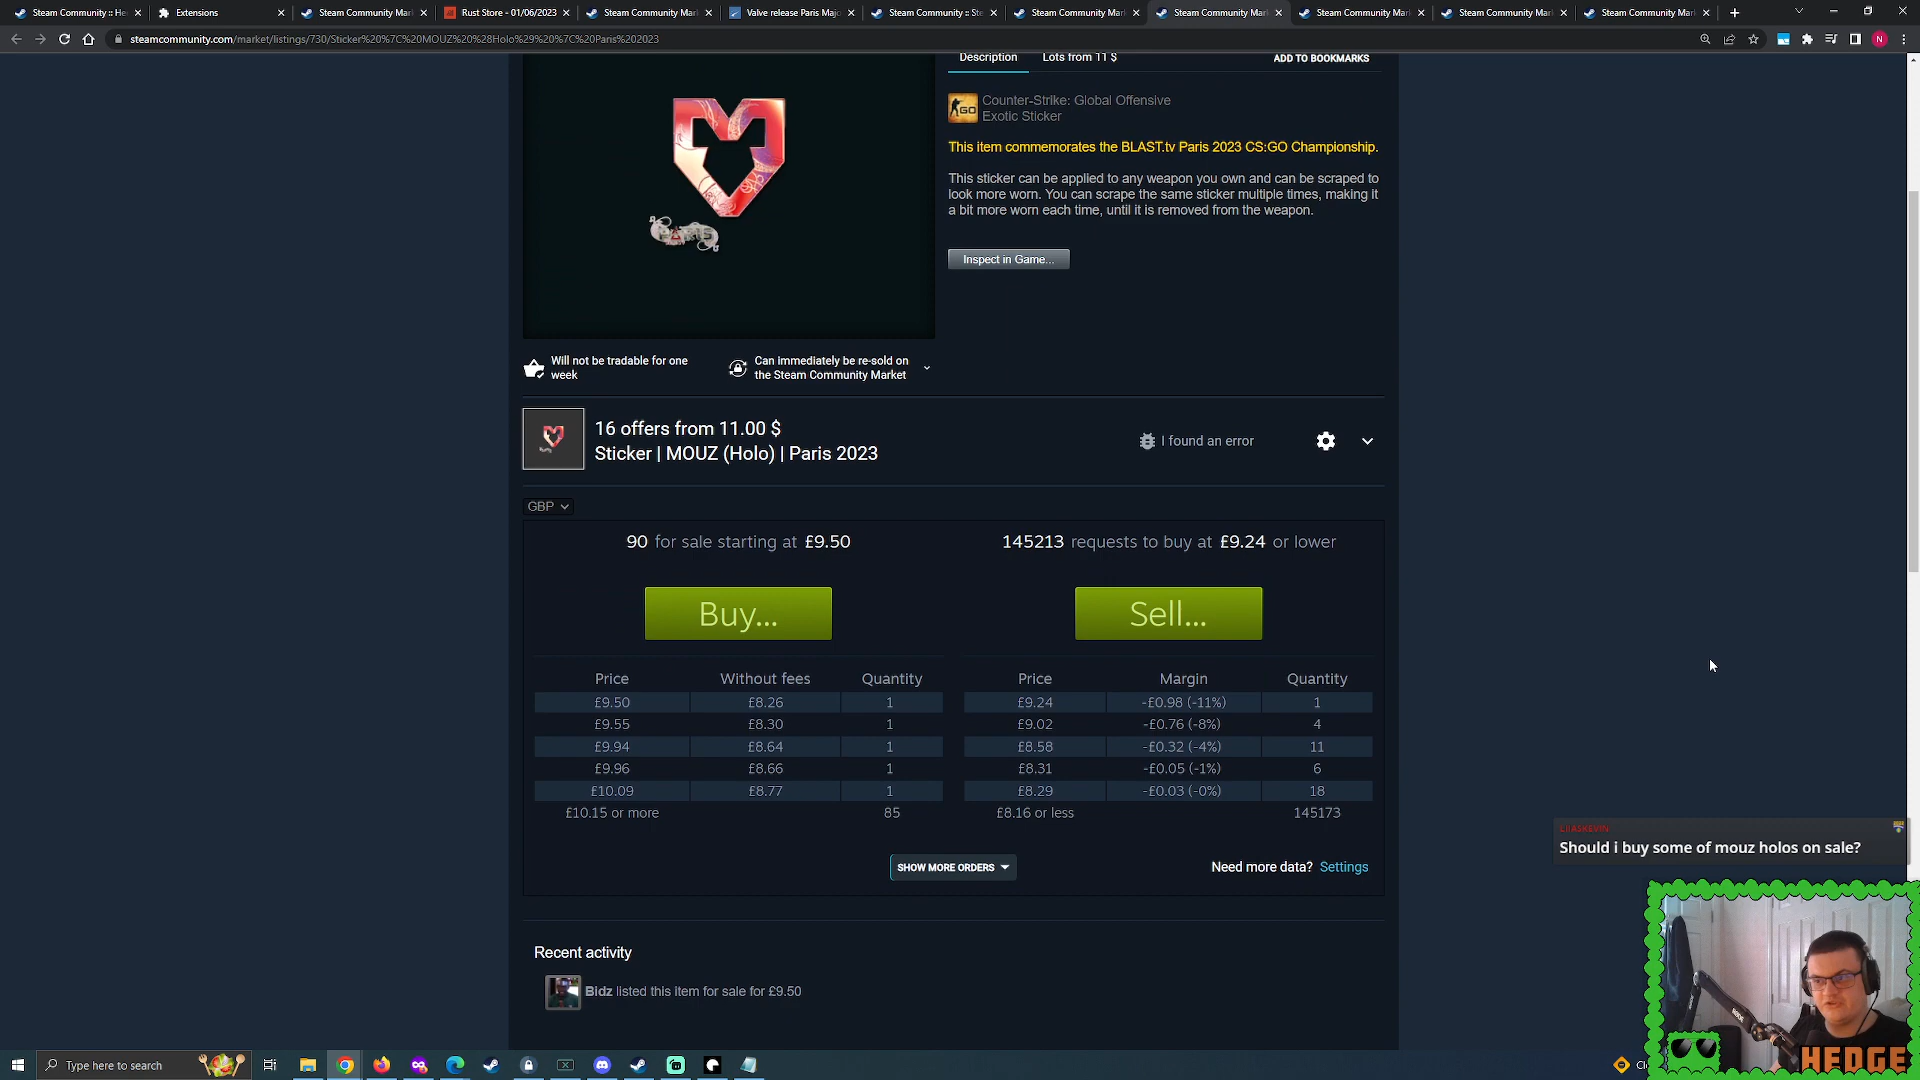 Steam Community :: He
Extensions
Steam Community Mar
Rust Store - 01/06/2023
Steam Community Mar
Valve release Paris Majo
Steam Community :: Ste
Steam Community Mar
Steam Community Mar
Steam Community Mar
Steam Community Mar
Steam Community Mar
steamcommunity.com/market/listings/730/Sticker%20%7C%20MOUZ%20%28Holo%29%20%7C%20Paris%202023
N
Description
Lots from 11 $
ADD TO BOOKMARKS
GO
Counter-Strike: Global Offensive
Exotic Sticker
This item commemorates the BLAST.tv Paris 2023 CS:GO Championship.
This sticker can be applied to any weapon you own and can be scraped to
look more worn. You can scrape the same sticker multiple times, making it
a bit more worn each time, until it is removed from the weapon.
Inspect in Game...
PARIS
Will not be tradable for one
week
Can immediately be re-sold on
the Steam Community Market
16 offers from 11.00 $
Sticker | MOUZ (Holo) | Paris 2023
I found an error
GBP
90 for sale starting at £9.50
145213 requests to buy at £9.24 or lower
Buy...
Sell...
Price Without fees Quantity
£9.50 £8.26 1
£9.55 £8.30 1
£9.94 £8.64 1
£9.96 £8.66 1
£10.09 £8.77 1
£10.15 or more 85
Price Margin Quantity
£9.24 -£0.98 (-11%) 1
£9.02 -£0.76 (-8%) 4
£8.58 -£0.32 (-4%) 11
£8.31 -£0.05 (-1%) 6
£8.29 -£0.03 (-0%) 18
£8.16 or less 145173
SHOW MORE ORDERS
Need more data? Settings
Should i buy some of mouz holos on sale?
Recent activity
Bidz listed this item for sale for £9.50
HEDGE
Type here to search